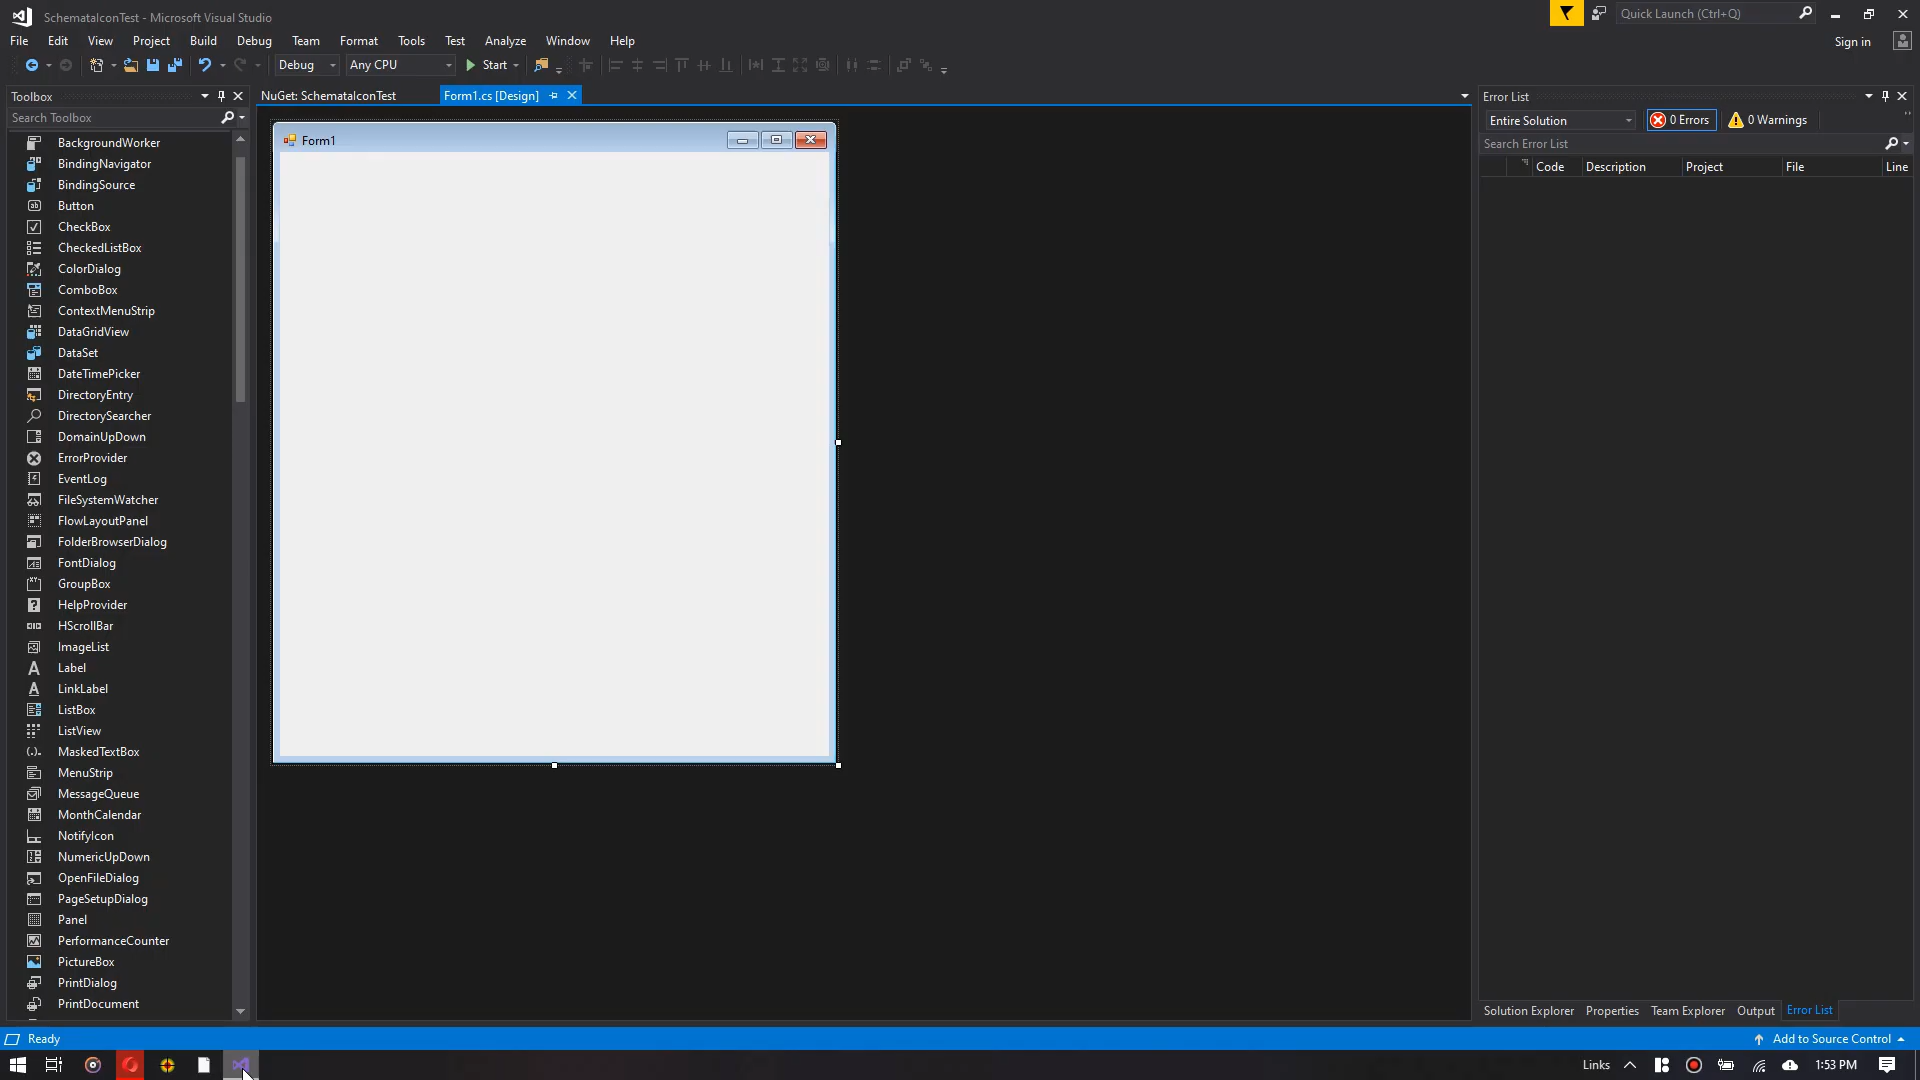 SchemataIconTest - Microsoft Visual Studio
Quick Launch (Ctrl+Q)
File Edit View Project Build Debug Team Format Tools Test Analyze Window Help
Sign in
Debug Any CPU Start
Toolbox
NuGet: SchemataIconTest Form1.cs [Design]
Error List
Search Toolbox
Entire Solution 0 Errors 0 Warnings
Search Error List
Code Description Project File Line
Form1
BackgroundWorker
BindingNavigator
BindingSource
Button
CheckBox
CheckedListBox
ColorDialog
ComboBox
ContextMenuStrip
DataGridView
DataSet
DateTimePicker
DirectoryEntry
DirectorySearcher
DomainUpDown
ErrorProvider
EventLog
FileSystemWatcher
FlowLayoutPanel
FolderBrowserDialog
FontDialog
GroupBox
HelpProvider
HScrollBar
ImageList
Label
LinkLabel
ListBox
ListView
MaskedTextBox
MenuStrip
MessageQueue
MonthCalendar
NotifyIcon
NumericUpDown
OpenFileDialog
PageSetupDialog
Panel
PerformanceCounter
PictureBox
PrintDialog
PrintDocument
Solution Explorer Properties Team Explorer Output Error List
Ready
Add to Source Control
Links
1:53 PM